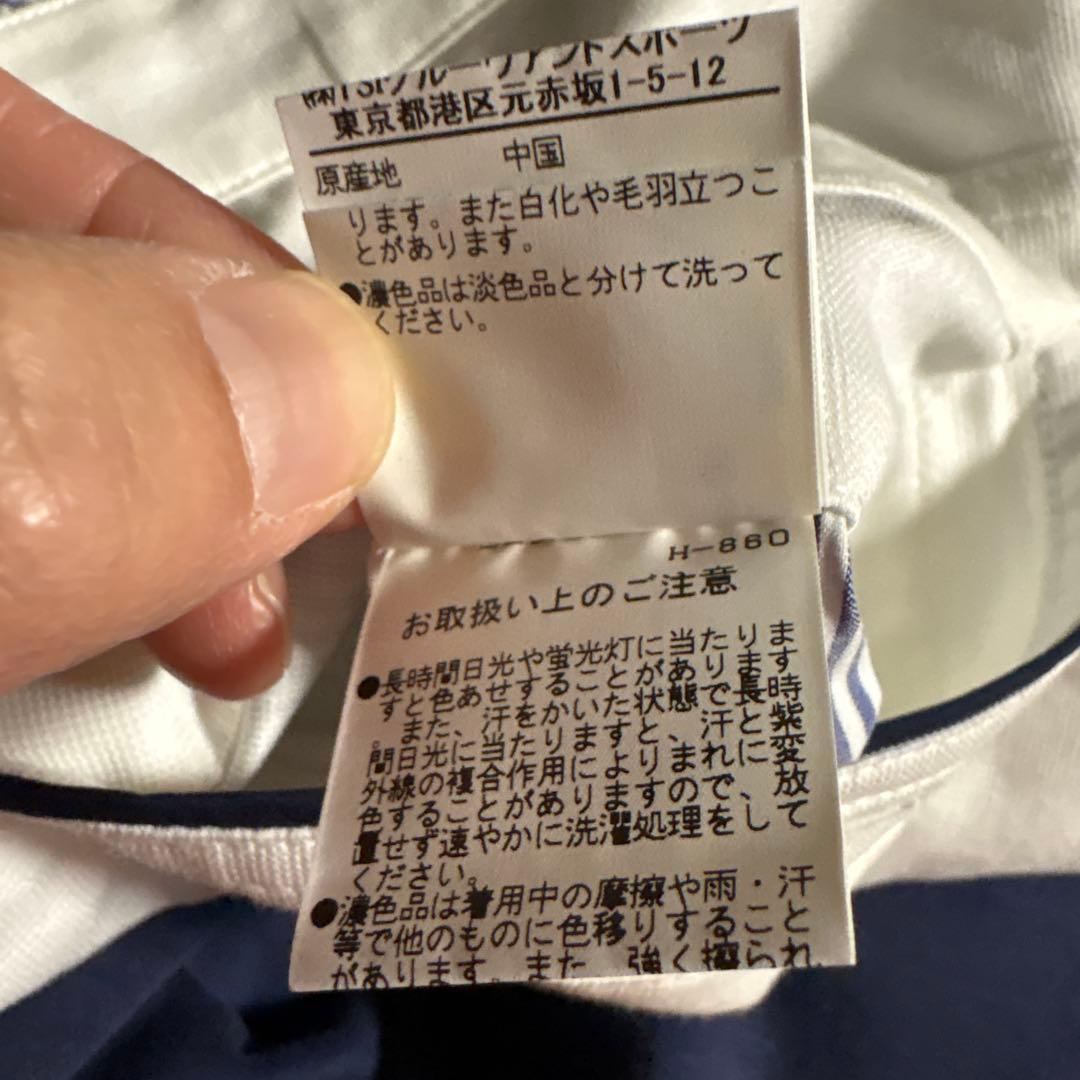 ㈱TSIグルーヴアンドスポーツ
東京都港区元赤坂1-5-12
原産地 中国
ります。また白化や毛羽立つこ
とがあります。
●濃色品は淡色品と分けて洗って
ください。
H-860
お取扱い上のご注意
●長時間日光や蛍光灯に当たりま
すと色あせすることがあります
。また、汗をかいた状態で長時
間日光に当たりますと、汗と紫
外線の複合作用によりまれに変
色することがありますので、放
置せず速やかに洗濯処理をして
ください。
●濃色品は着用中の摩擦や雨・汗
等で他のものに色移りすること
があります。また、強く擦られ